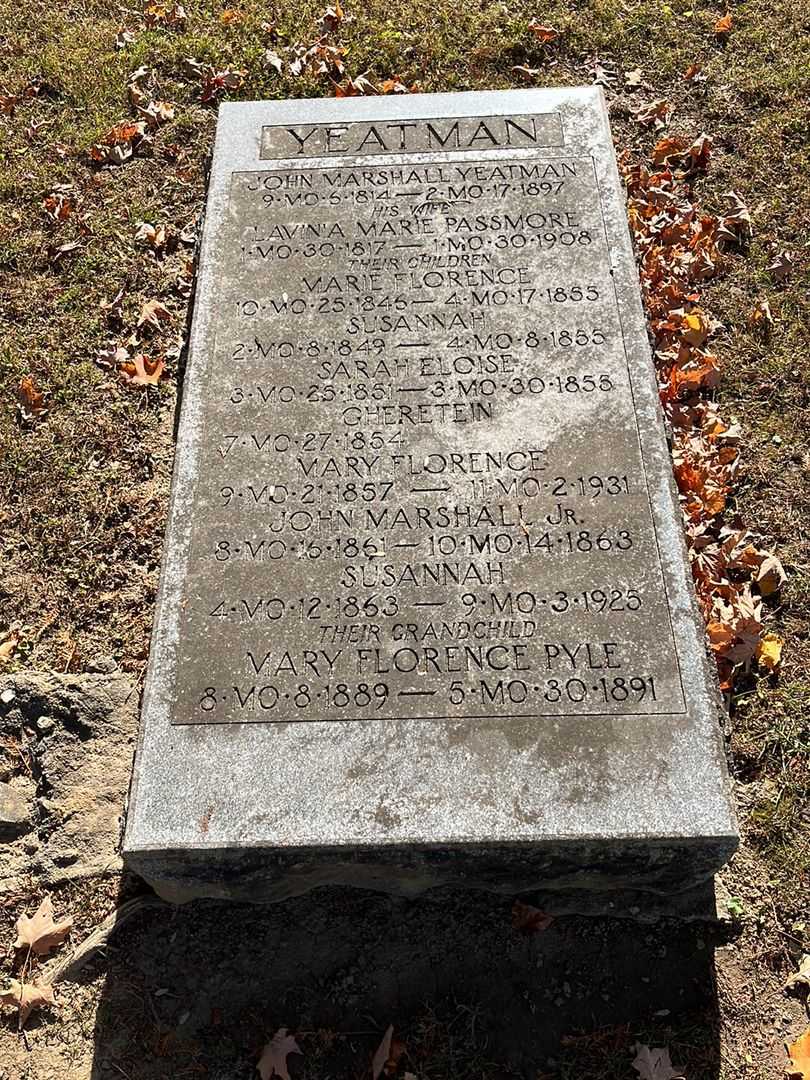 YEATMAN
JOHN MARSHALL YEATMAN
9·MO·6·1814 — 2·MO·17·1897
HIS WIFE
LAVINIA MARIE PASSMORE
1·MO·30·1817 — 1·MO·30·1908
THEIR CHILDREN
MARIE FLORENCE
10·MO·25·1846 — 4·MO·17·1855
SUSANNAH
2·MO·8·1849 — 4·MO·8·1855
SARAH ELOISE
3·MO·25·1851 — 3·MO·30·1855
GHERETEIN
7·MO·27·1854
MARY FLORENCE
9·MO·21·1857 — 11·MO·2·1931
JOHN MARSHALL JR.
8·MO·16·1861 — 10·MO·14·1863
SUSANNAH
4·MO·12·1863 — 9·MO·3·1925
THEIR GRANDCHILD
MARY FLORENCE PYLE
8·MO·8·1889 — 5·MO·30·1891